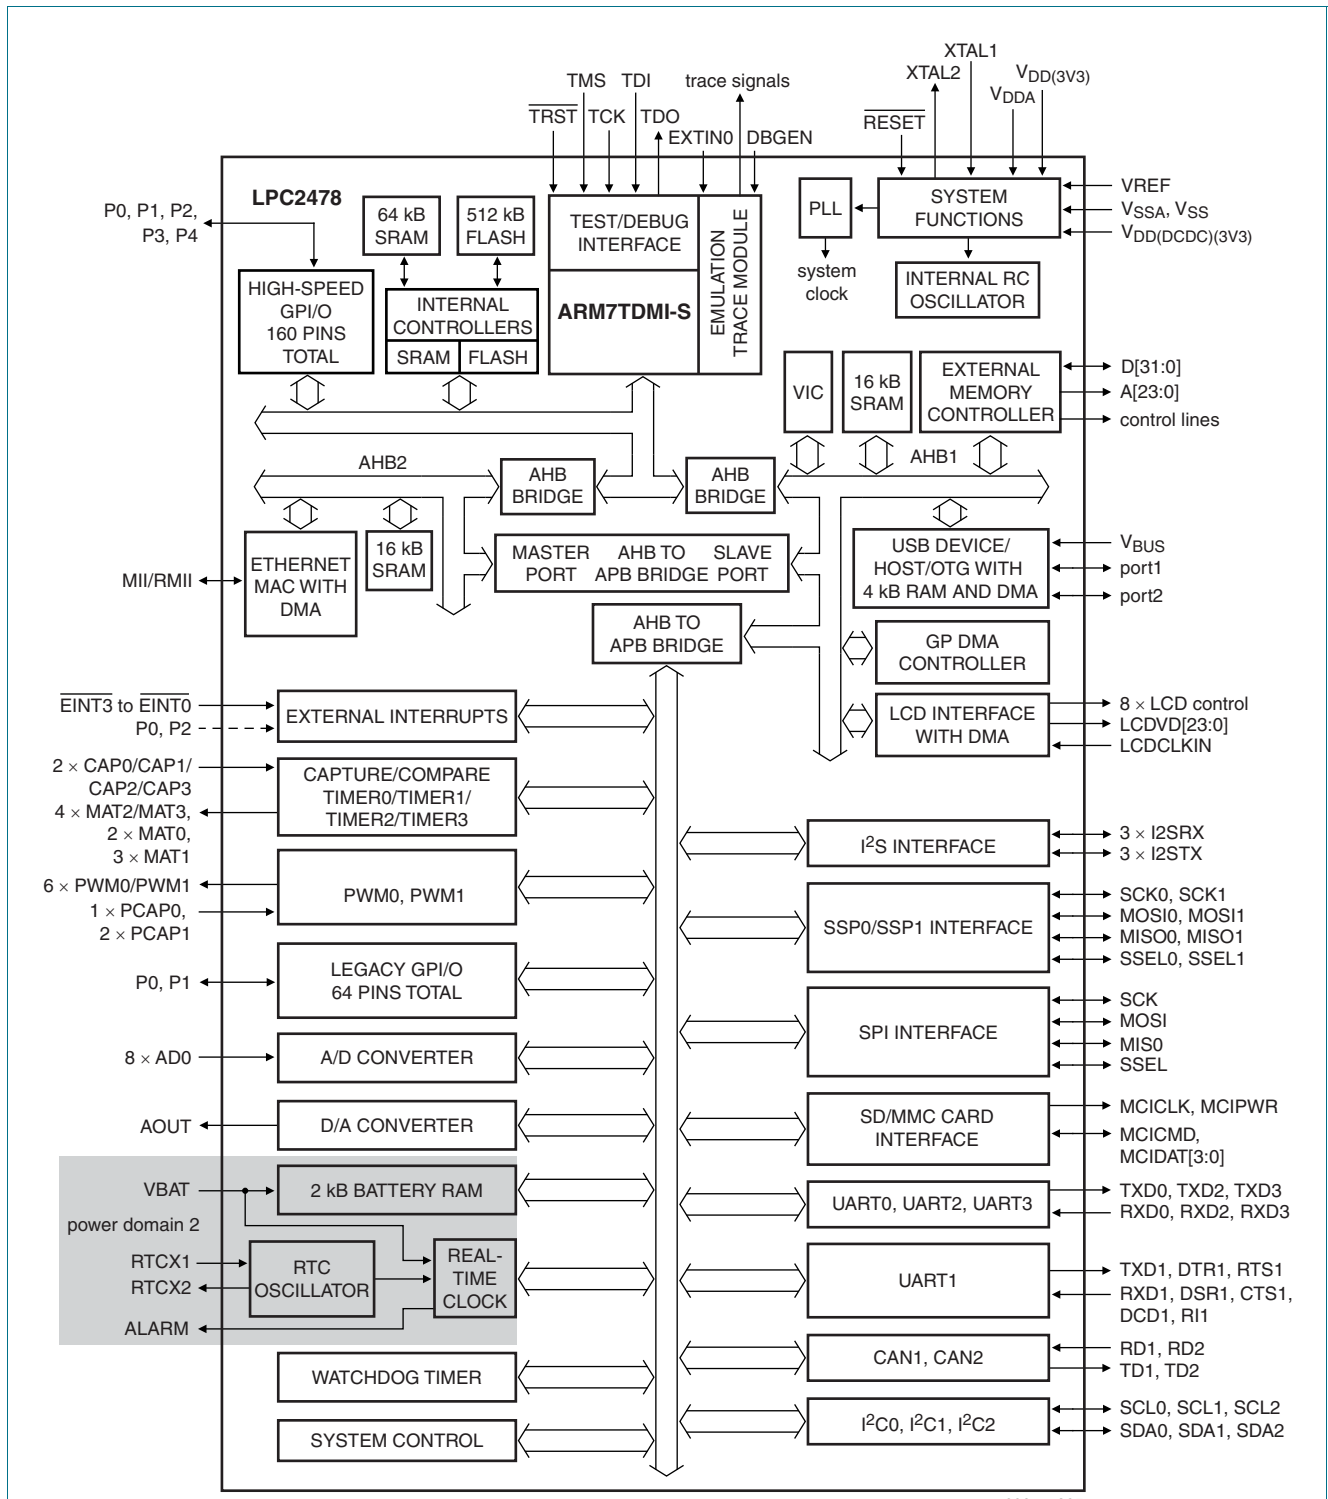 XTAL1
XTAL2
VDD(3V3)
VDDA
RESET
TMS
TDI
trace signals
TRST
TCK
TDO
EXTIN0
DBGEN
LPC2478
P0, P1, P2,
P3, P4
64 kB
SRAM
512 kB
FLASH
TEST/DEBUG
INTERFACE
EMULATION
TRACE MODULE
PLL
SYSTEM
FUNCTIONS
VREF
VSSA, VSS
VDD(DCDC)(3V3)
system
clock
INTERNAL RC
OSCILLATOR
HIGH-SPEED
GPI/O
160 PINS
TOTAL
INTERNAL
CONTROLLERS
SRAM
FLASH
ARM7TDMI-S
VIC
16 kB
SRAM
EXTERNAL
MEMORY
CONTROLLER
D[31:0]
A[23:0]
control lines
AHB2
AHB
BRIDGE
AHB
BRIDGE
AHB1
ETHERNET
MAC WITH
DMA
16 kB
SRAM
MASTER
PORT
AHB TO
APB BRIDGE
SLAVE
PORT
USB DEVICE/
HOST/OTG WITH
4 kB RAM AND DMA
VBUS
port1
port2
MII/RMII
AHB TO
APB BRIDGE
GP DMA
CONTROLLER
LCD INTERFACE
WITH DMA
8 × LCD control
LCDVD[23:0]
LCDCLKIN
EINT3 to EINT0
P0, P2
EXTERNAL INTERRUPTS
2 × CAP0/CAP1/
CAP2/CAP3
4 × MAT2/MAT3,
2 × MAT0,
3 × MAT1
CAPTURE/COMPARE
TIMER0/TIMER1/
TIMER2/TIMER3
I2S INTERFACE
3 × I2SRX
3 × I2STX
6 × PWM0/PWM1
1 × PCAP0,
2 × PCAP1
PWM0, PWM1
SSP0/SSP1 INTERFACE
SCK0, SCK1
MOSI0, MOSI1
MISO0, MISO1
SSEL0, SSEL1
P0, P1
LEGACY GPI/O
64 PINS TOTAL
SPI INTERFACE
SCK
MOSI
MIS0
SSEL
8 × AD0
A/D CONVERTER
AOUT
D/A CONVERTER
SD/MMC CARD
INTERFACE
MCICLK, MCIPWR
MCICMD,
MCIDAT[3:0]
VBAT
2 kB BATTERY RAM
power domain 2
UART0, UART2, UART3
TXD0, TXD2, TXD3
RXD0, RXD2, RXD3
RTCX1
RTCX2
RTC
OSCILLATOR
REAL-
TIME
CLOCK
ALARM
UART1
TXD1, DTR1, RTS1
RXD1, DSR1, CTS1,
DCD1, RI1
WATCHDOG TIMER
CAN1, CAN2
RD1, RD2
TD1, TD2
SYSTEM CONTROL
I2C0, I2C1, I2C2
SCL0, SCL1, SCL2
SDA0, SDA1, SDA2